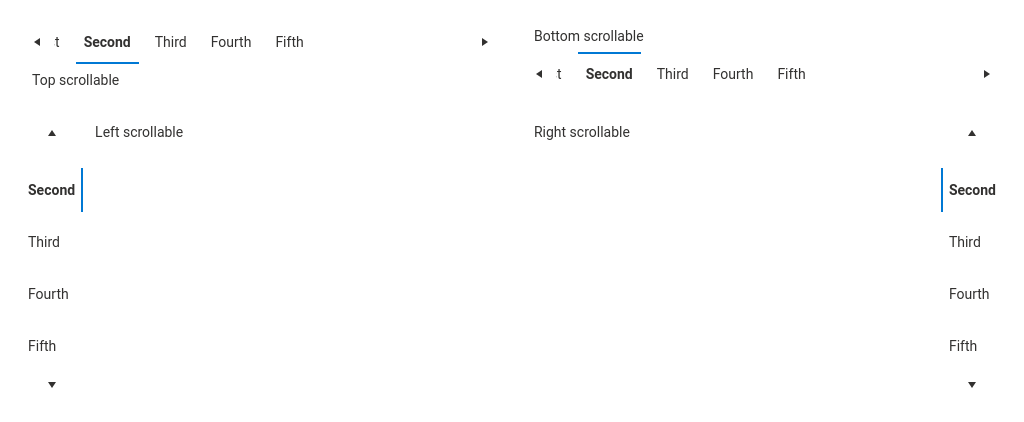 t Second Third Fourth Fifth
Top scrollable
Bottom scrollable
t Second Third Fourth Fifth
Left scrollable
Second
Third
Fourth
Fifth
Right scrollable
Second
Third
Fourth
Fifth